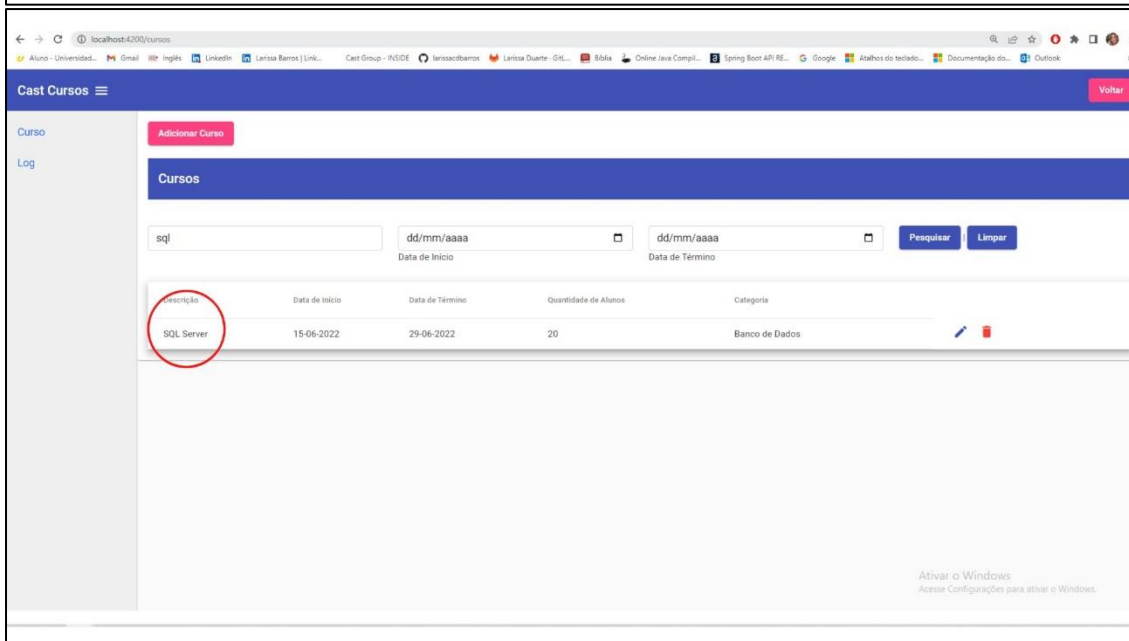 localhost:4200/cursos
Aluno - Universidad... Gmail Inglês LinkedIn Larissa Barros | Link... Cast Group - INSIDE larissacdbarros Larissa Duarte · GitL... Bíblia Online Java Compil... Spring Boot API RE... Google Atalhos do teclado... Documentação do... Outlook
Cast Cursos Voltar
Curso Adicionar Curso
Log
Cursos
sql dd/mm/aaaa dd/mm/aaaa Pesquisar | Limpar
Data de Início Data de Término
Descrição Data de Início Data de Término Quantidade de Alunos Categoria
SQL Server 15-06-2022 29-06-2022 20 Banco de Dados
Ativar o Windows
Acesse Configurações para ativar o Windows.